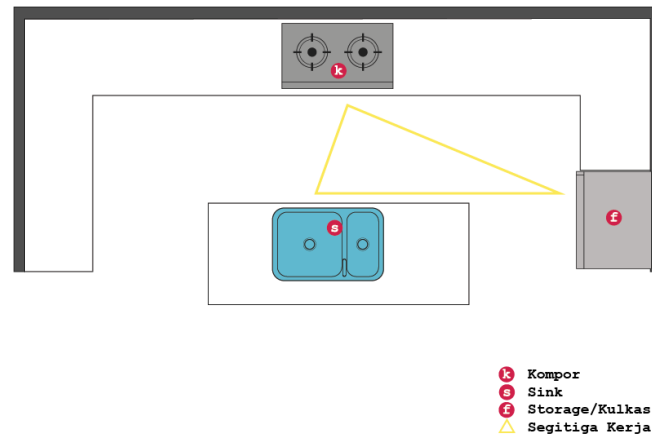 k
s
f
k Kompor
s Sink
f Storage/Kulkas
Segitiga Kerja